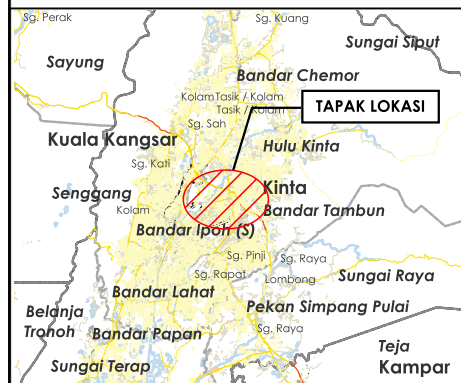 Sg. Perak
Sg. Kuang
Sungai Siput
Sayung
Bandar Chemor
Kolam
Tasik / Kolam
Tasik / Kolam
TAPAK LOKASI
Sg. Sah
Kuala Kangsar
Hulu Kinta
Sg. Kati
Senggang
Kinta
Kolam
Bandar Tambun
Bandar Ipoh (S)
Sg. Pinji
Sg. Raya
Sg. Rapat
Lombong
Sungai Raya
Bandar Lahat
Pekan Simpang Pulai
Belanja
Tronoh
Bandar Papan
Sg. Raya
Teja
Sungai Terap
Kampar